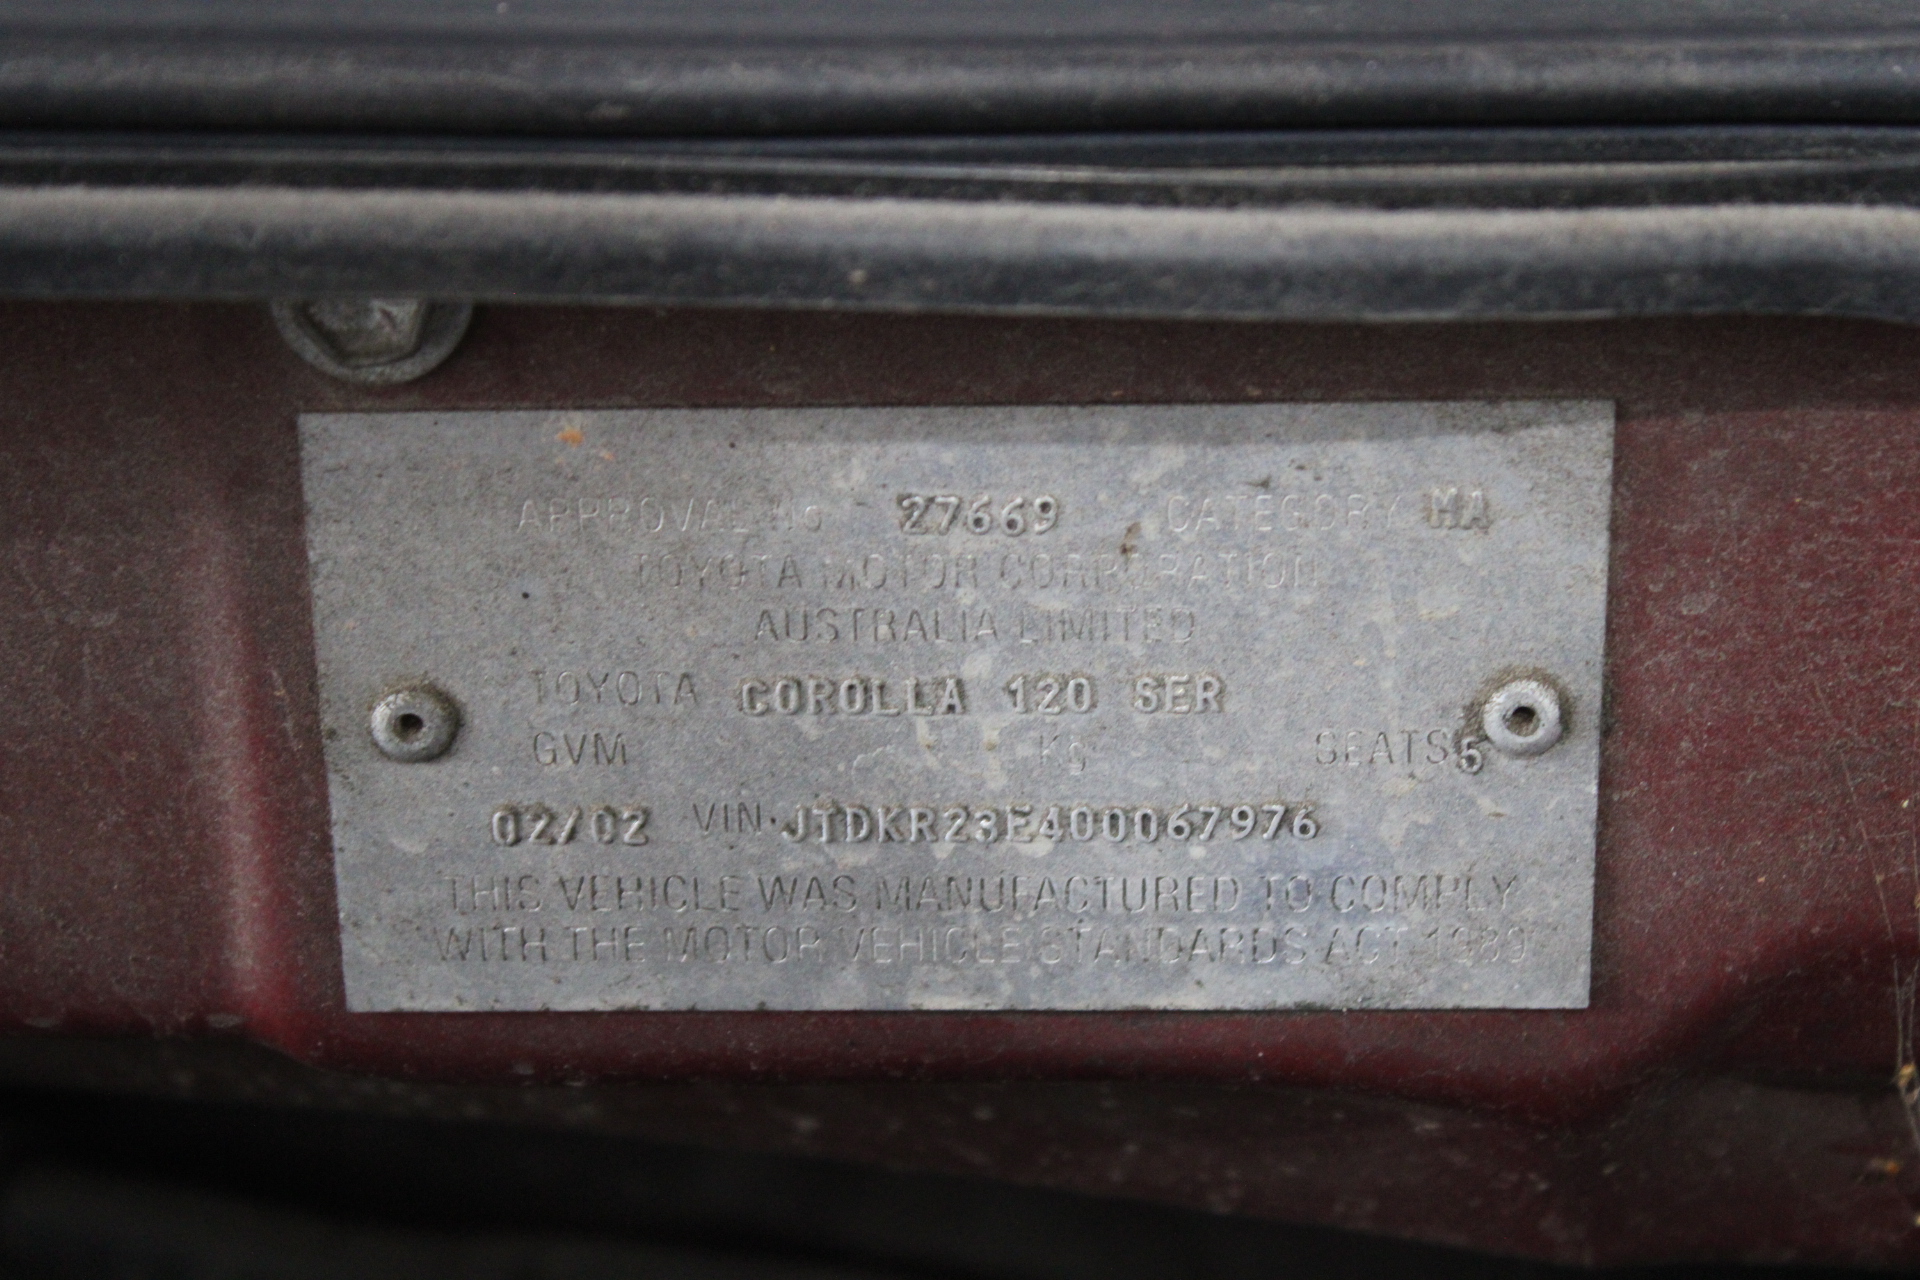 APPROVAL No 27669 CATEGORY MA
TOYOTA MOTOR CORPORATION
AUSTRALIA LIMITED
TOYOTA COROLLA 120 SER
GVM Kg SEATS 5
02/02 VIN JTDKR23E400067976
THIS VEHICLE WAS MANUFACTURED TO COMPLY
WITH THE MOTOR VEHICLE STANDARDS ACT 1989